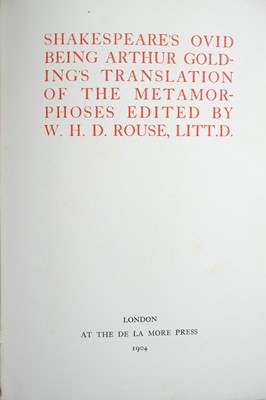 SHAKESPEARE'S OVID
BEING ARTHUR GOLD-
ING'S TRANSLATION
OF THE METAMOR-
PHOSES EDITED BY
W. H. D. ROUSE, LITT.D.
LONDON
AT THE DE LA MORE PRESS
1904